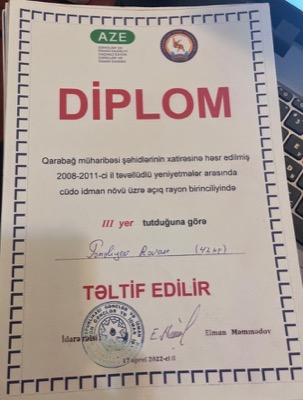 AZE
DİPLOM
Qarabağ müharibəsi şəhidlərinin xatirəsinə həsr edilmiş
2008-2011-ci il təvəllüdlü yeniyetmələr arasında
cüdo idman növü üzrə açıq rayon birinciliyində
III yer tutduğuna görə
Rəvan (42 kq)
TƏLTİF EDİLİR
İdarə rəisi Elman Məmmədov
17 aprel 2022-ci il